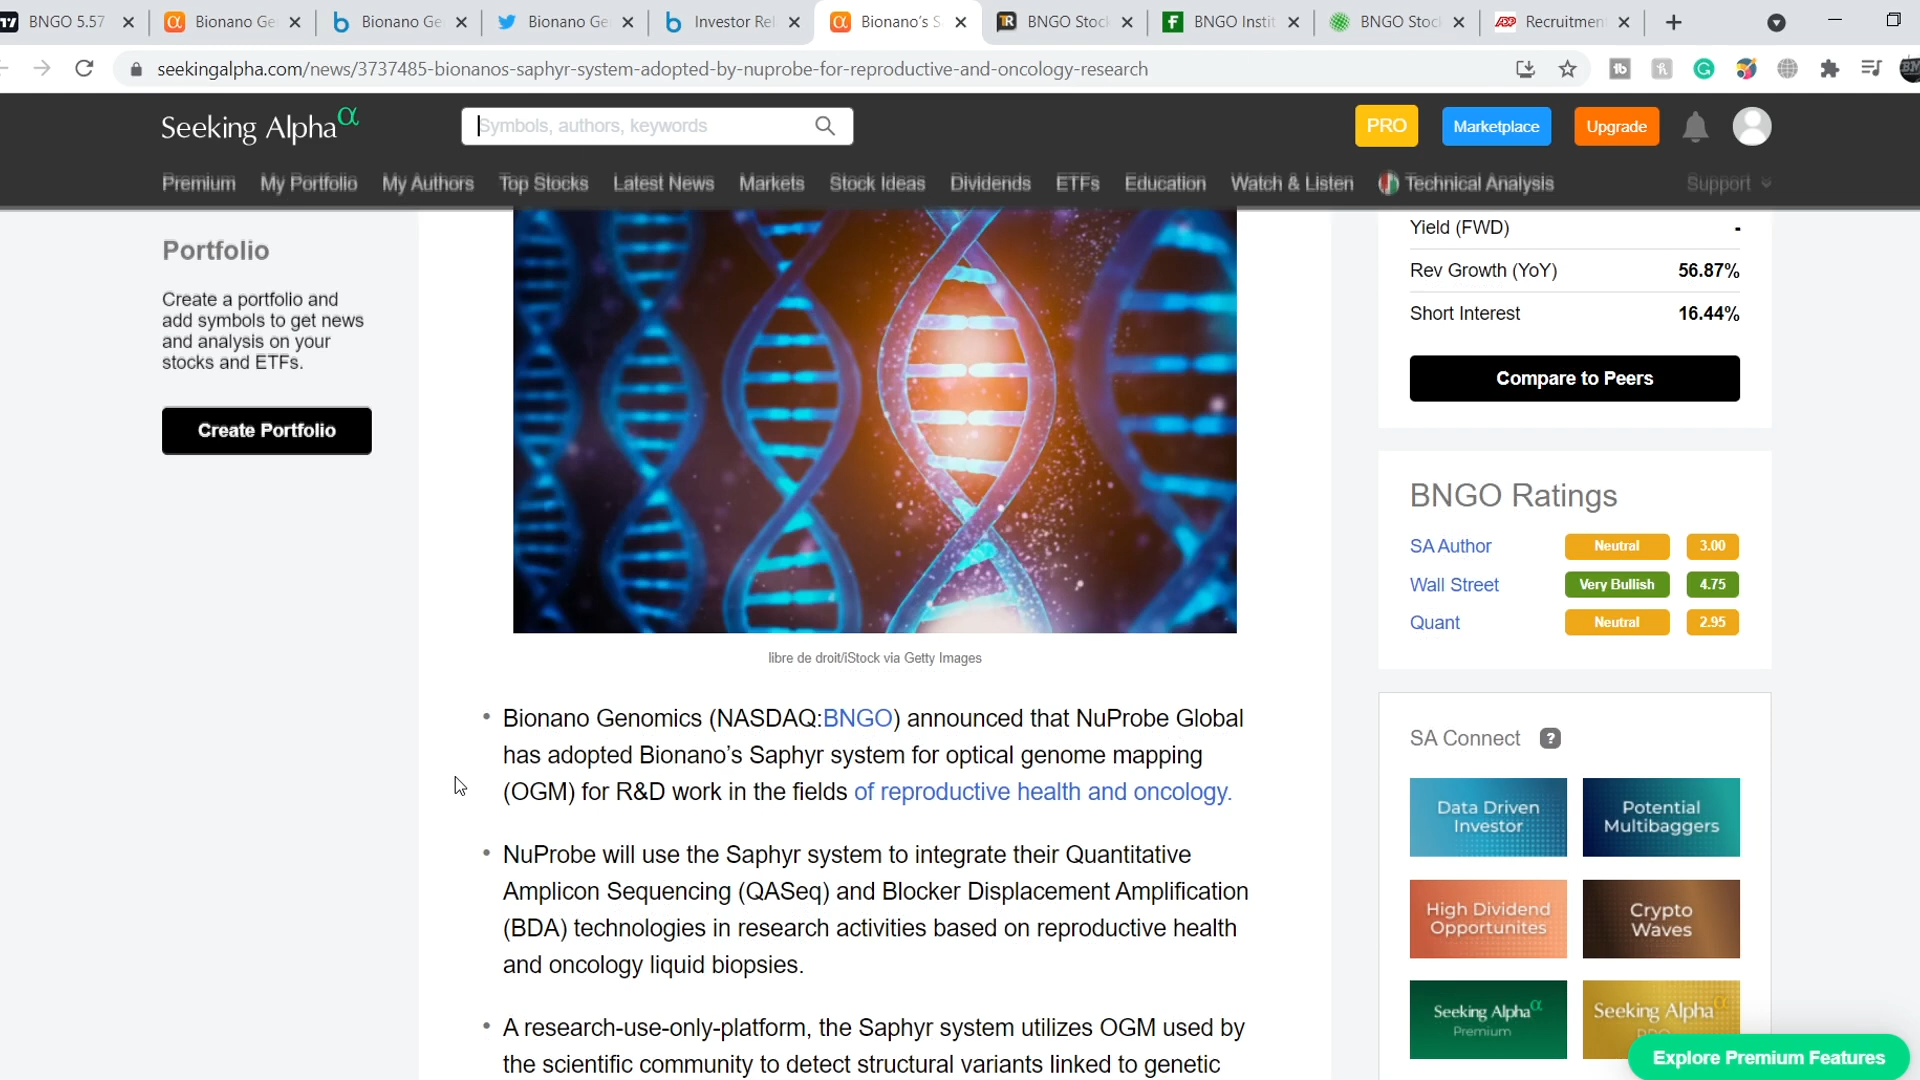 BNGO 5.57
Bionano Ge
Bionano Ge
Bionano Ge
Investor Rel
Bionano's S
BNGO Stoc
BNGO Instit
BNGO Stoc
Recruitmen
seekingalpha.com/news/3737485-bionanos-saphyr-system-adopted-by-nuprobe-for-reproductive-and-oncology-research
Seeking Alpha α
Symbols, authors, keywords
PRO
Marketplace
Upgrade
Premium
My Portfolio
My Authors
Top Stocks
Latest News
Markets
Stock Ideas
Dividends
ETFs
Education
Watch & Listen
Technical Analysis
Support
Portfolio
Create a portfolio and
add symbols to get news
and analysis on your
stocks and ETFs.
Create Portfolio
libre de droit/iStock via Getty Images
• Bionano Genomics (NASDAQ:BNGO) announced that NuProbe Global
has adopted Bionano’s Saphyr system for optical genome mapping
(OGM) for R&D work in the fields of reproductive health and oncology.
• NuProbe will use the Saphyr system to integrate their Quantitative
Amplicon Sequencing (QASeq) and Blocker Displacement Amplification
(BDA) technologies in research activities based on reproductive health
and oncology liquid biopsies.
• A research-use-only-platform, the Saphyr system utilizes OGM used by
the scientific community to detect structural variants linked to genetic
Yield (FWD) -
Rev Growth (YoY) 56.87%
Short Interest 16.44%
Compare to Peers
BNGO Ratings
SA Author Neutral 3.00
Wall Street Very Bullish 4.75
Quant Neutral 2.95
SA Connect ?
Data Driven
Investor
Potential
Multibaggers
High Dividend
Opportunites
Crypto
Waves
Seeking Alpha α
Premium
Seeking Alpha α
PRO
Explore Premium Features